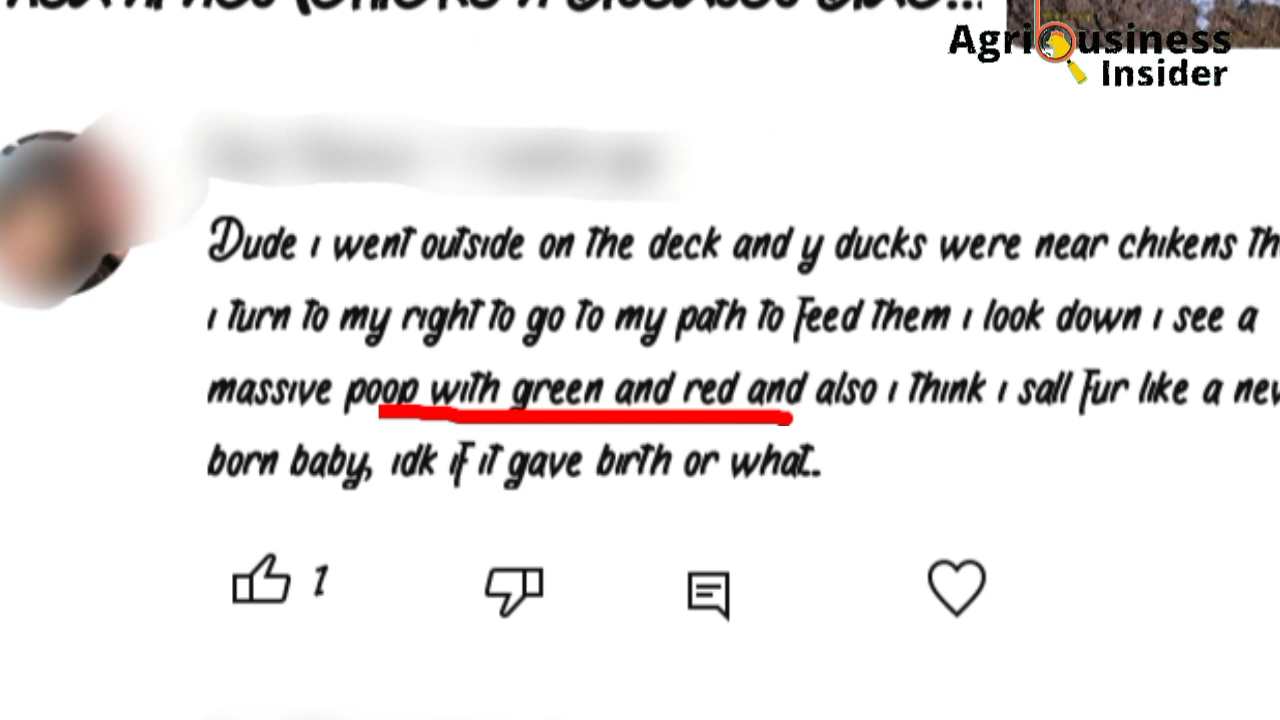 Agribusiness
Insider
Dude i went outside on the deck and y ducks were near chikens
i turn to my right to go to my path to feed them i look down i see a
massive poop with green and red and also i think i sall fur like a
born baby, idk if it gave birth or what..
1